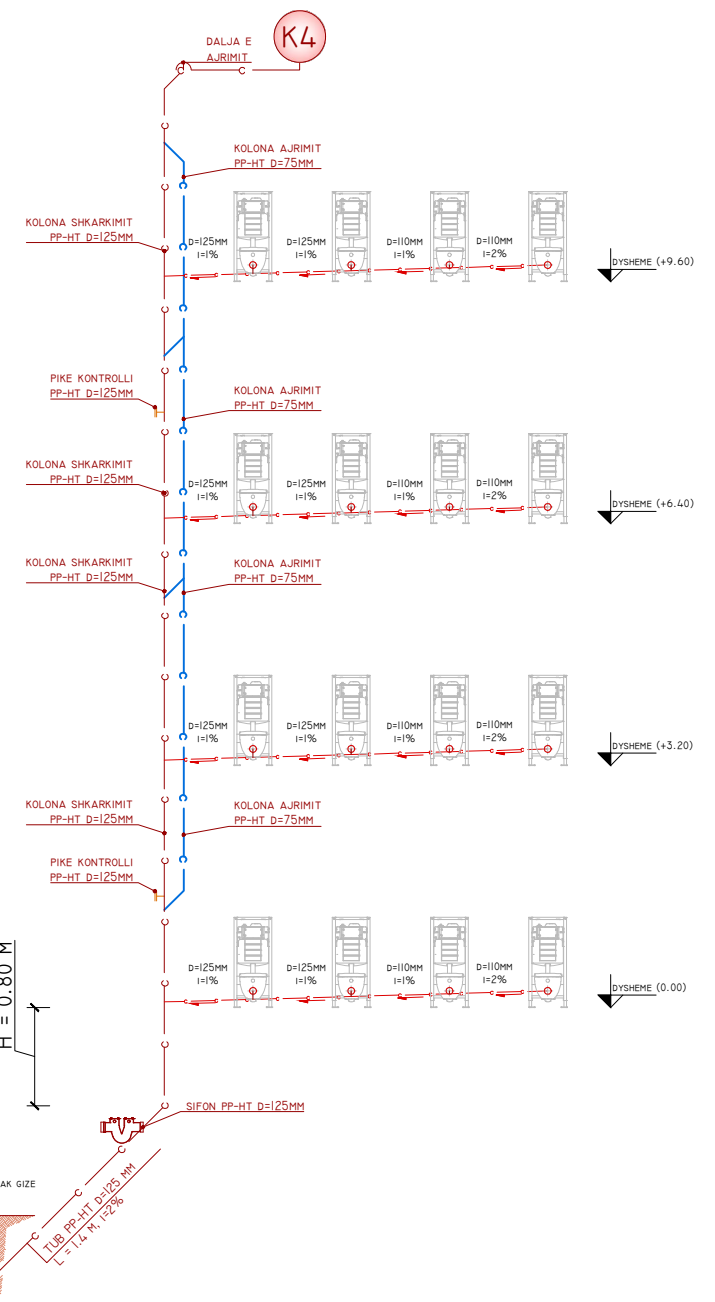 K4
DALJA E
AJRIMIT
KOLONA AJRIMIT
PP-HT D=75MM
KOLONA SHKARKIMIT
PP-HT D=125MM
D=125MM
I=1%
D=125MM
I=1%
D=110MM
I=1%
D=110MM
I=2%
DYSHEME (+9.60)
PIKE KONTROLLI
PP-HT D=125MM
KOLONA AJRIMIT
PP-HT D=75MM
KOLONA SHKARKIMIT
PP-HT D=125MM
D=125MM
I=1%
D=125MM
I=1%
D=110MM
I=1%
D=110MM
I=2%
DYSHEME (+6.40)
KOLONA SHKARKIMIT
PP-HT D=125MM
KOLONA AJRIMIT
PP-HT D=75MM
D=125MM
I=1%
D=125MM
I=1%
D=110MM
I=1%
D=110MM
I=2%
DYSHEME (+3.20)
KOLONA SHKARKIMIT
PP-HT D=125MM
KOLONA AJRIMIT
PP-HT D=75MM
PIKE KONTROLLI
PP-HT D=125MM
D=125MM
I=1%
D=125MM
I=1%
D=110MM
I=1%
D=110MM
I=2%
DYSHEME (0.00)
H = 0.80 M
SIFON PP-HT D=125MM
AK GIZE
TUB PP-HT D=125 MM
L = 1.4 M, I=2%